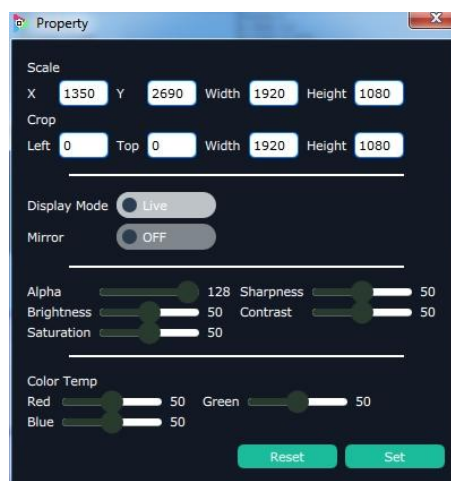 Property
X
Scale
X 1350 Y 2690 Width 1920 Height 1080
Crop
Left 0 Top 0 Width 1920 Height 1080
Display Mode Live
Mirror OFF
Alpha 128 Sharpness 50
Brightness 50 Contrast 50
Saturation 50
Color Temp
Red 50 Green 50
Blue 50
Reset Set